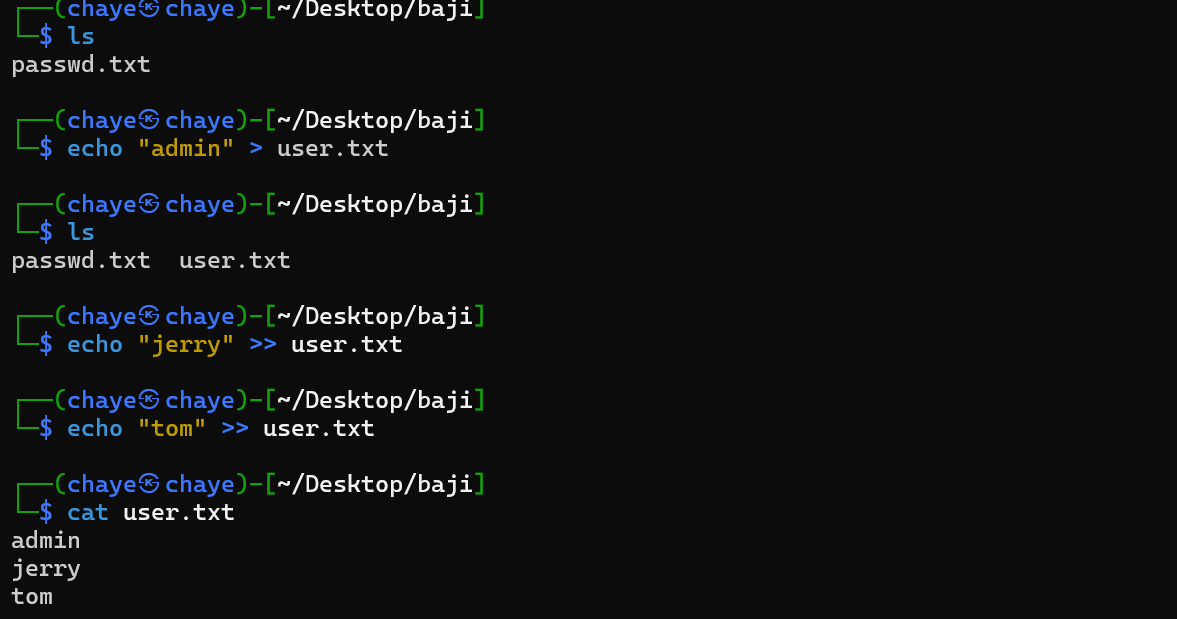 ┌──(chaye㉿chaye)-[~/Desktop/baji]
└─$ ls
passwd.txt
┌──(chaye㉿chaye)-[~/Desktop/baji]
└─$ echo "admin" > user.txt
┌──(chaye㉿chaye)-[~/Desktop/baji]
└─$ ls
passwd.txt  user.txt
┌──(chaye㉿chaye)-[~/Desktop/baji]
└─$ echo "jerry" >> user.txt
┌──(chaye㉿chaye)-[~/Desktop/baji]
└─$ echo "tom" >> user.txt
┌──(chaye㉿chaye)-[~/Desktop/baji]
└─$ cat user.txt
admin
jerry
tom